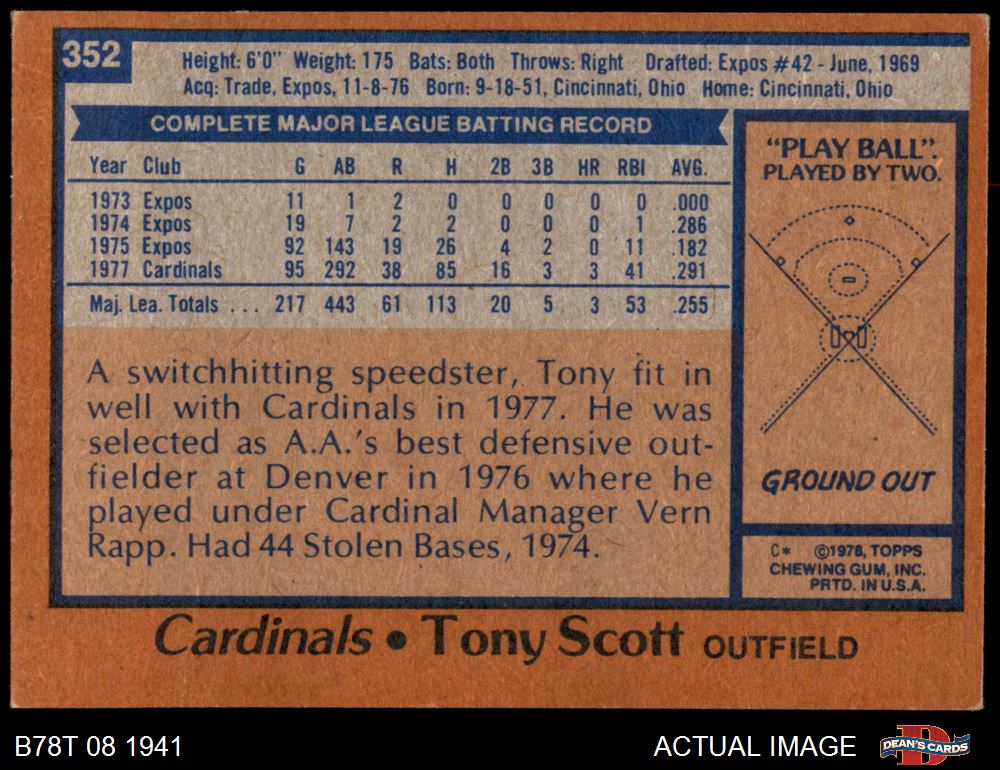 352
Height: 6'0" Weight: 175 Bats: Both Throws: Right Drafted: Expos #42 - June, 1969
Acq: Trade, Expos, 11-8-76 Born: 9-18-51, Cincinnati, Ohio Home: Cincinnati, Ohio
COMPLETE MAJOR LEAGUE BATTING RECORD
Year Club G AB R H 2B 3B HR RBI AVG.
1973 Expos 11 1 2 0 0 0 0 0 .000
1974 Expos 19 7 2 2 0 0 0 1 .286
1975 Expos 92 143 19 26 4 2 0 11 .182
1977 Cardinals 95 292 38 85 16 3 3 41 .291
Maj. Lea. Totals . . . 217 443 61 113 20 5 3 53 .255
A switchhitting speedster, Tony fit in
well with Cardinals in 1977. He was
selected as A.A.'s best defensive out-
fielder at Denver in 1976 where he
played under Cardinal Manager Vern
Rapp. Had 44 Stolen Bases, 1974.
"PLAY BALL".
PLAYED BY TWO.
GROUND OUT
C* ©1978, TOPPS
CHEWING GUM, INC.
PRTD. IN U.S.A.
Cardinals • Tony Scott OUTFIELD
B78T 08 1941
ACTUAL IMAGE
D
DEAN'S CARDS